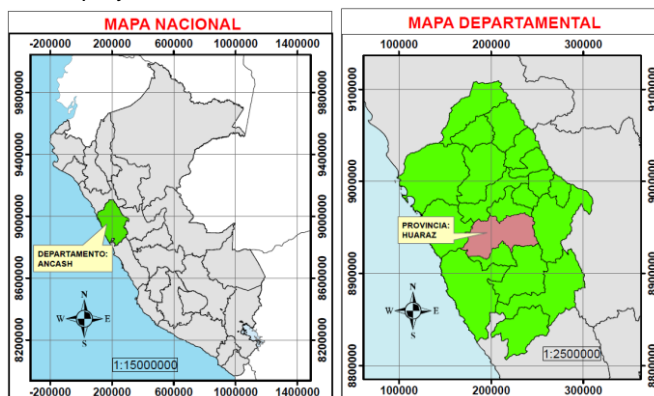 MAPA NACIONAL
-200000 200000 600000 1000000 1400000
9800000
9400000
9000000
8600000
8200000
9800000
9400000
9000000
8600000
8200000
DEPARTAMENTO:
ANCASH
N
W E
S
1:15000000
-200000 200000 600000 1000000 1400000
MAPA DEPARTAMENTAL
100000 200000 300000
9100000
9000000
8900000
8800000
9100000
9000000
8900000
8800000
PROVINCIA:
HUARAZ
N
W E
S
1:2500000
100000 200000 300000